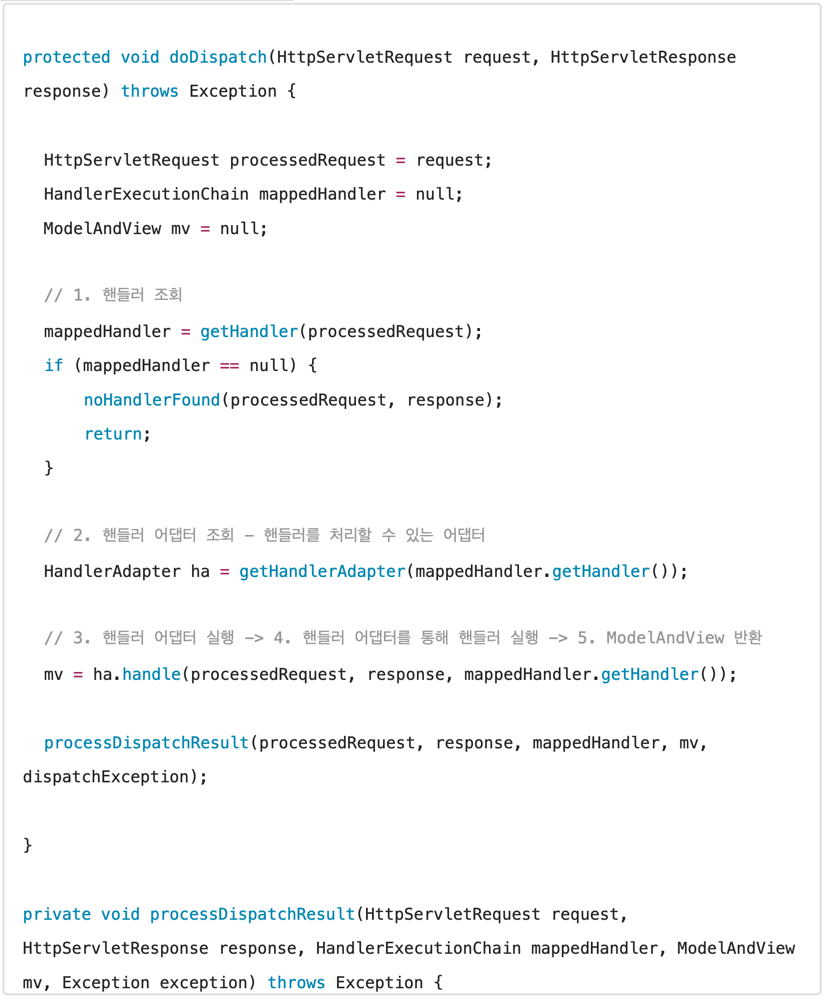 protected void doDispatch(HttpServletRequest request, HttpServletResponse
response) throws Exception {
HttpServletRequest processedRequest = request;
HandlerExecutionChain mappedHandler = null;
ModelAndView mv = null;
// 1. 핸들러 조회
mappedHandler = getHandler(processedRequest);
if (mappedHandler == null) {
noHandlerFound(processedRequest, response);
return;
}
// 2. 핸들러 어댑터 조회 - 핸들러를 처리할 수 있는 어댑터
HandlerAdapter ha = getHandlerAdapter(mappedHandler.getHandler());
// 3. 핸들러 어댑터 실행 -> 4. 핸들러 어댑터를 통해 핸들러 실행 -> 5. ModelAndView 반환
mv = ha.handle(processedRequest, response, mappedHandler.getHandler());
processDispatchResult(processedRequest, response, mappedHandler, mv,
dispatchException);
}
private void processDispatchResult(HttpServletRequest request,
HttpServletResponse response, HandlerExecutionChain mappedHandler, ModelAndView
mv, Exception exception) throws Exception {